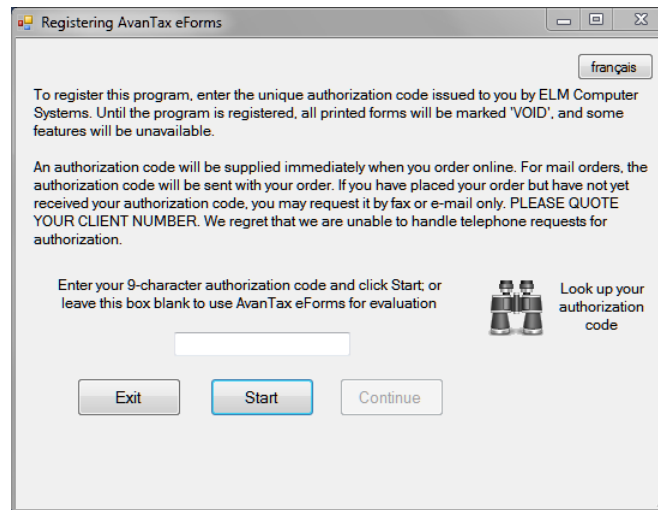 Registering AvanTax eForms
français
To register this program, enter the unique authorization code issued to you by ELM Computer
Systems. Until the program is registered, all printed forms will be marked 'VOID', and some
features will be unavailable.
An authorization code will be supplied immediately when you order online. For mail orders, the
authorization code will be sent with your order. If you have placed your order but have not yet
received your authorization code, you may request it by fax or e-mail only. PLEASE QUOTE
YOUR CLIENT NUMBER. We regret that we are unable to handle telephone requests for
authorization.
Enter your 9-character authorization code and click Start; or
leave this box blank to use AvanTax eForms for evaluation
Look up your
authorization
code
Exit
Start
Continue